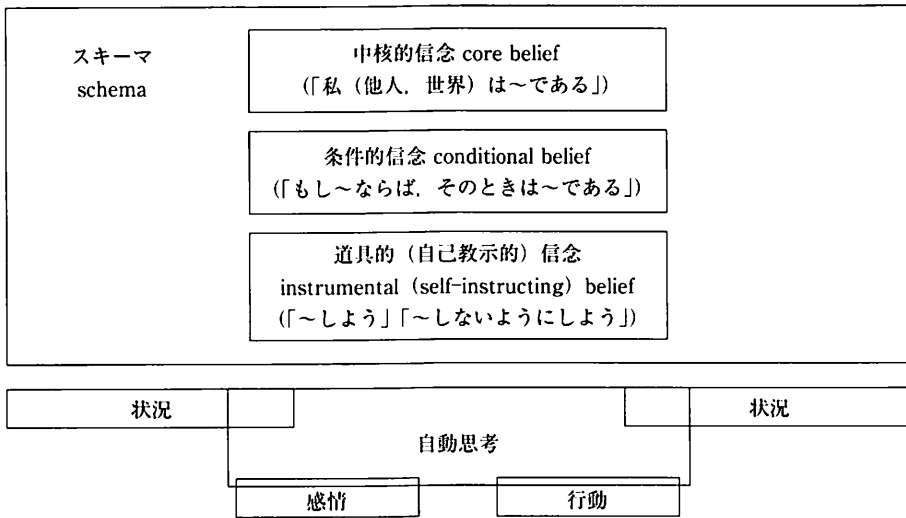 スキーマ
schema
中核的信念 core belief
(「私（他人，世界）は～である」)
条件的信念 conditional belief
(「もし～ならば，そのときは～である」)
道具的（自己教示的）信念
instrumental（self-instructing）belief
(「～しよう」「～しないようにしよう」)
状況
状況
自動思考
感情
行動